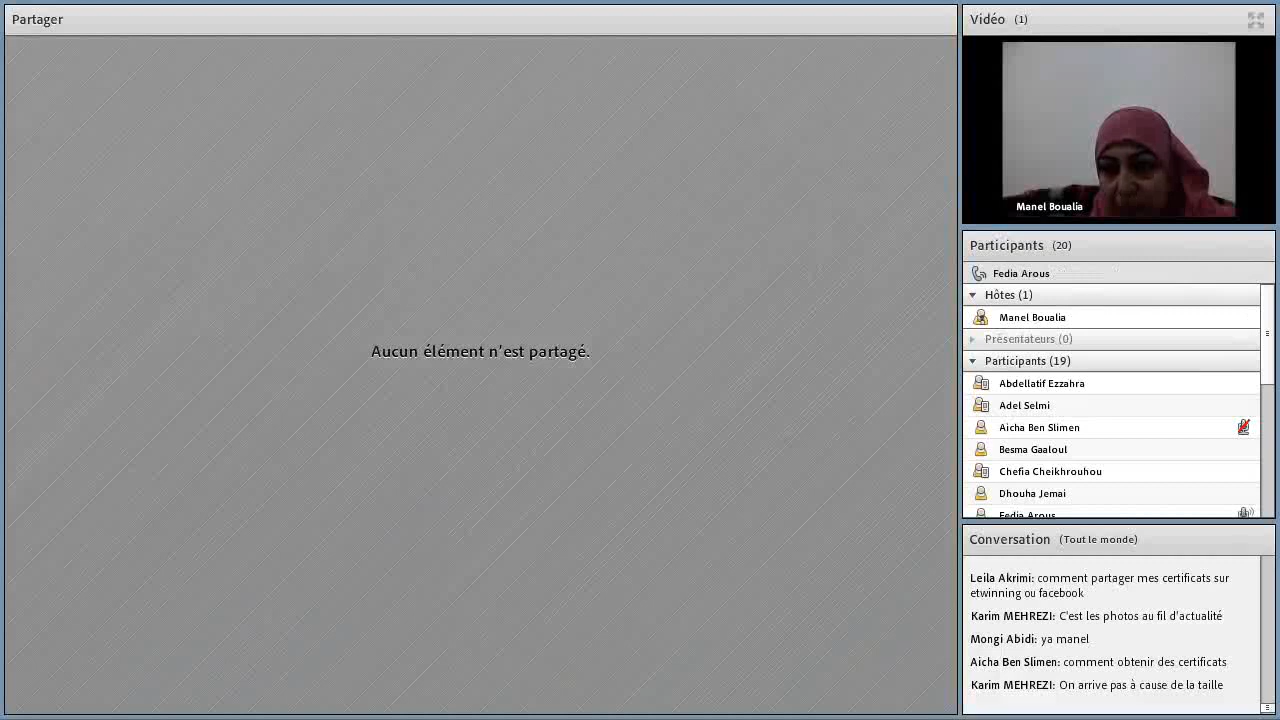 Partager
Aucun élément n'est partagé.
Vidéo (1)
Manel Boualia
Participants (20)
Fedia Arous
Hôtes (1)
Manel Boualia
Présentateurs (0)
Participants (19)
Abdellatif Ezzahra
Adel Selmi
Aicha Ben Slimen
Besma Gaaloul
Chefia Cheikhrouhou
Dhouha Jemai
Fedia Arous
Conversation (Tout le monde)
Leila Akrimi: comment partager mes certificats sur
etwinning ou facebook
Karim MEHREZI: C'est les photos au fil d'actualité
Mongi Abidi: ya manel
Aicha Ben Slimen: comment obtenir des certificats
Karim MEHREZI: On arrive pas à cause de la taille